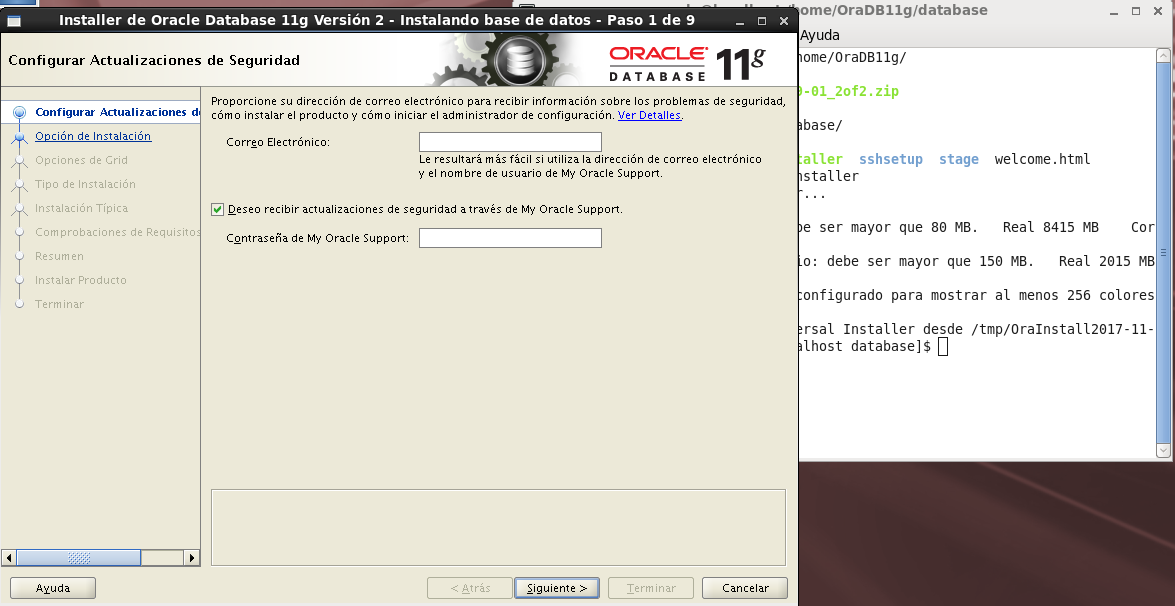 Installer de Oracle Database 11g Versión 2 - Instalando base de datos - Paso 1 de 9
Configurar Actualizaciones de Seguridad
ORACLE
DATABASE
11g
Configurar Actualizaciones de
Opción de Instalación
Opciones de Grid
Tipo de Instalación
Instalación Típica
Comprobaciones de Requisitos
Resumen
Instalar Producto
Terminar
Proporcione su dirección de correo electrónico para recibir información sobre los problemas de seguridad,
cómo instalar el producto y cómo iniciar el administrador de configuración. Ver Detalles.
Correo Electrónico:
Le resultará más fácil si utiliza la dirección de correo electrónico
y el nombre de usuario de My Oracle Support.
Deseo recibir actualizaciones de seguridad a través de My Oracle Support.
Contraseña de My Oracle Support:
Ayuda
< Atrás
Siguiente >
Terminar
Cancelar
/home/OraDB11g/database
Ayuda
home/OraDB11g/
-01_2of2.zip
abase/
taller sshsetup stage welcome.html
nstaller
r...
be ser mayor que 80 MB. Real 8415 MB Cor
io: debe ser mayor que 150 MB. Real 2015 MB
configurado para mostrar al menos 256 colores
ersal Installer desde /tmp/OraInstall2017-11-
alhost database]$